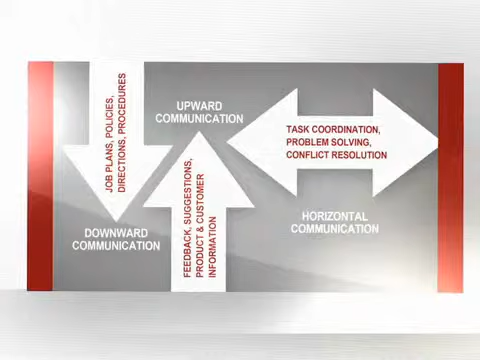 JOB PLANS, POLICIES,
DIRECTIONS, PROCEDURES
DOWNWARD
COMMUNICATION
UPWARD
COMMUNICATION
FEEDBACK, SUGGESTIONS,
PRODUCT & CUSTOMER
INFORMATION
TASK COORDINATION,
PROBLEM SOLVING,
CONFLICT RESOLUTION
HORIZONTAL
COMMUNICATION